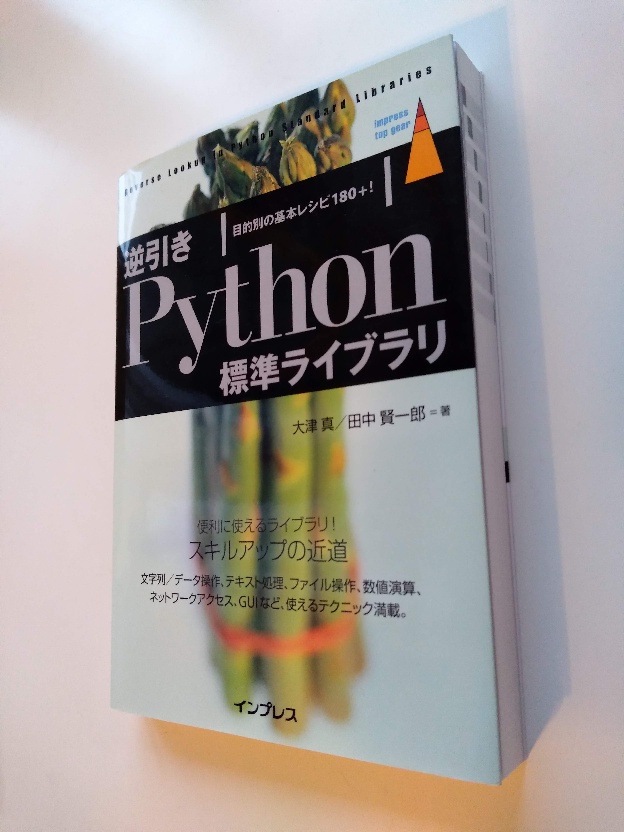 Inverse Lookup in Python Standard Libraries
impress
top gear
逆引き
目的別の基本レシピ180+!
Python
標準ライブラリ
大津 真／田中 賢一郎＝著
便利に使えるライブラリ!
スキルアップの近道
文字列／データ操作、テキスト処理、ファイル操作、数値演算、
ネットワークアクセス、GUIなど、使えるテクニック満載。
インプレス